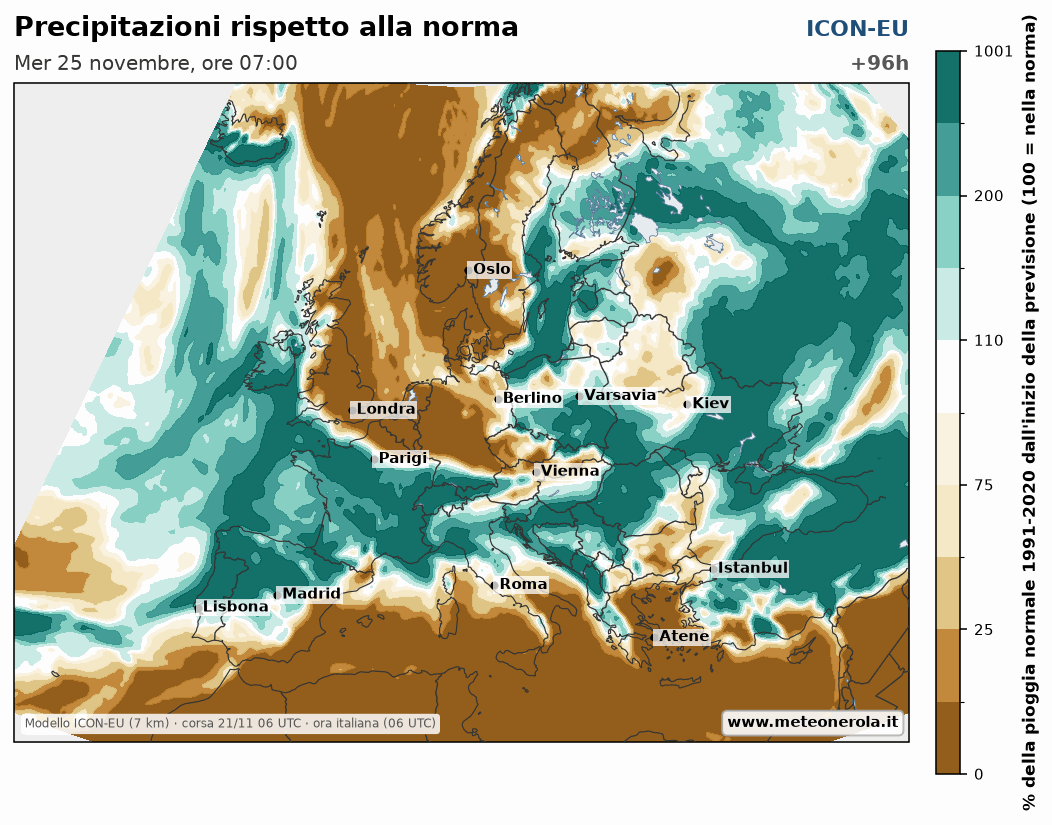 Precipitazioni rispetto alla norma
ICON-EU
Mer 25 novembre, ore 07:00
+96h
Oslo
Berlino
Varsavia
Kiev
Londra
Parigi
Vienna
Istanbul
Roma
Madrid
Lisbona
Atene
Modello ICON-EU (7 km) · corsa 21/11 06 UTC · ora italiana (06 UTC)
www.meteonerola.it
1001
200
110
75
25
0
% della pioggia normale 1991-2020 dall'inizio della previsione (100 = nella norma)